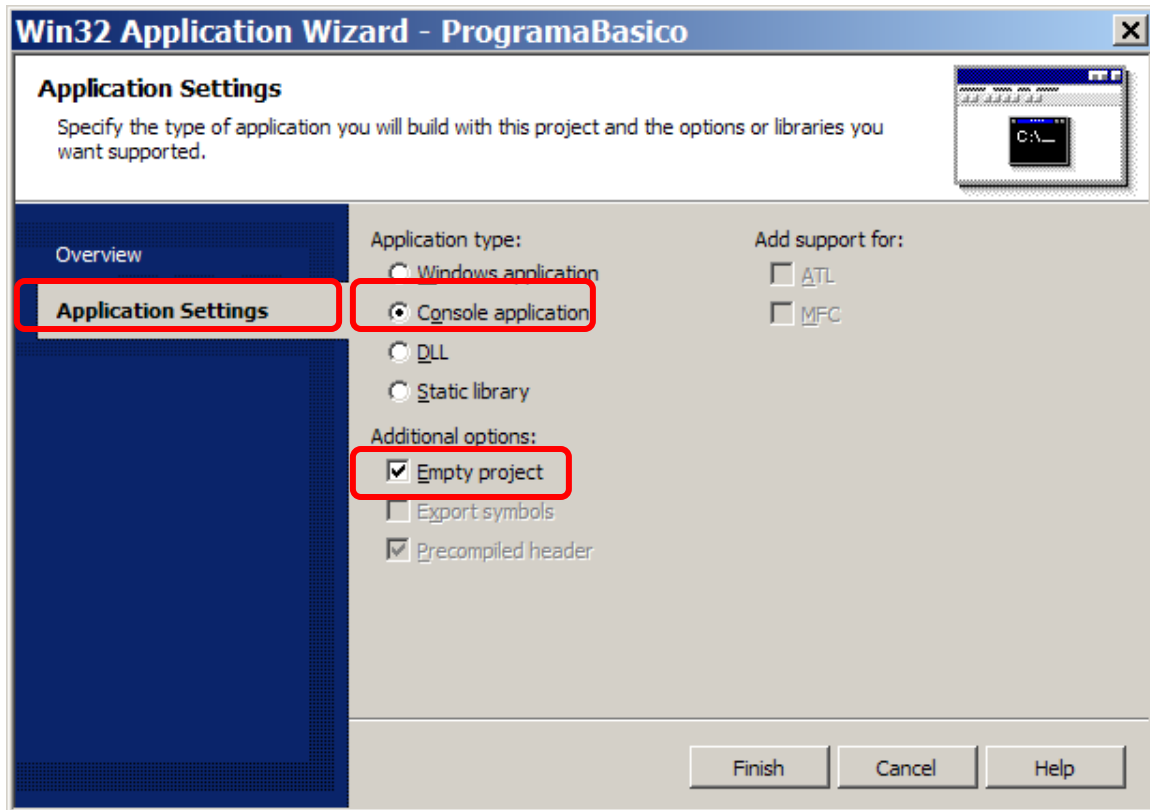 Win32 Application Wizard - ProgramaBasico
Application Settings
Specify the type of application you will build with this project and the options or libraries you
want supported.
C:\_
Overview
Application Settings
Application type:
Windows application
Console application
DLL
Static library
Additional options:
Empty project
Export symbols
Precompiled header
Add support for:
ATL
MFC
Finish
Cancel
Help